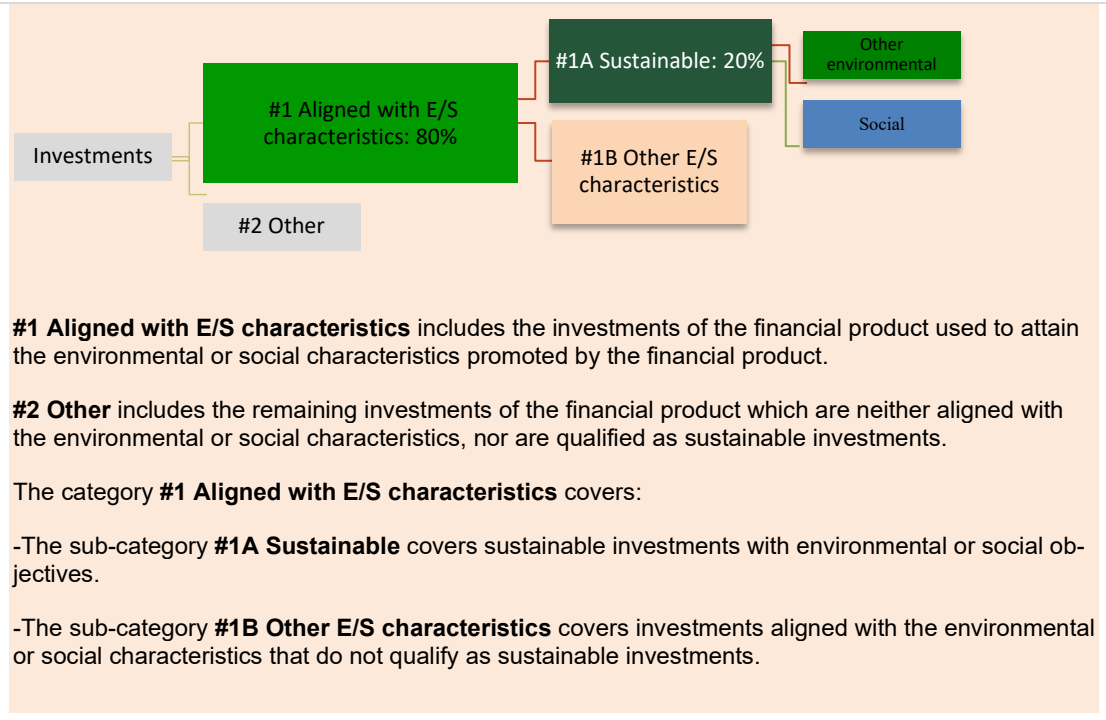 #1A Sustainable: 20%
Other
environmental
#1 Aligned with E/S
characteristics: 80%
Social
Investments
#1B Other E/S
characteristics
#2 Other
#1 Aligned with E/S characteristics includes the investments of the financial product used to attain
the environmental or social characteristics promoted by the financial product.
#2 Other includes the remaining investments of the financial product which are neither aligned with
the environmental or social characteristics, nor are qualified as sustainable investments.
The category #1 Aligned with E/S characteristics covers:
-The sub-category #1A Sustainable covers sustainable investments with environmental or social ob-
jectives.
-The sub-category #1B Other E/S characteristics covers investments aligned with the environmental
or social characteristics that do not qualify as sustainable investments.